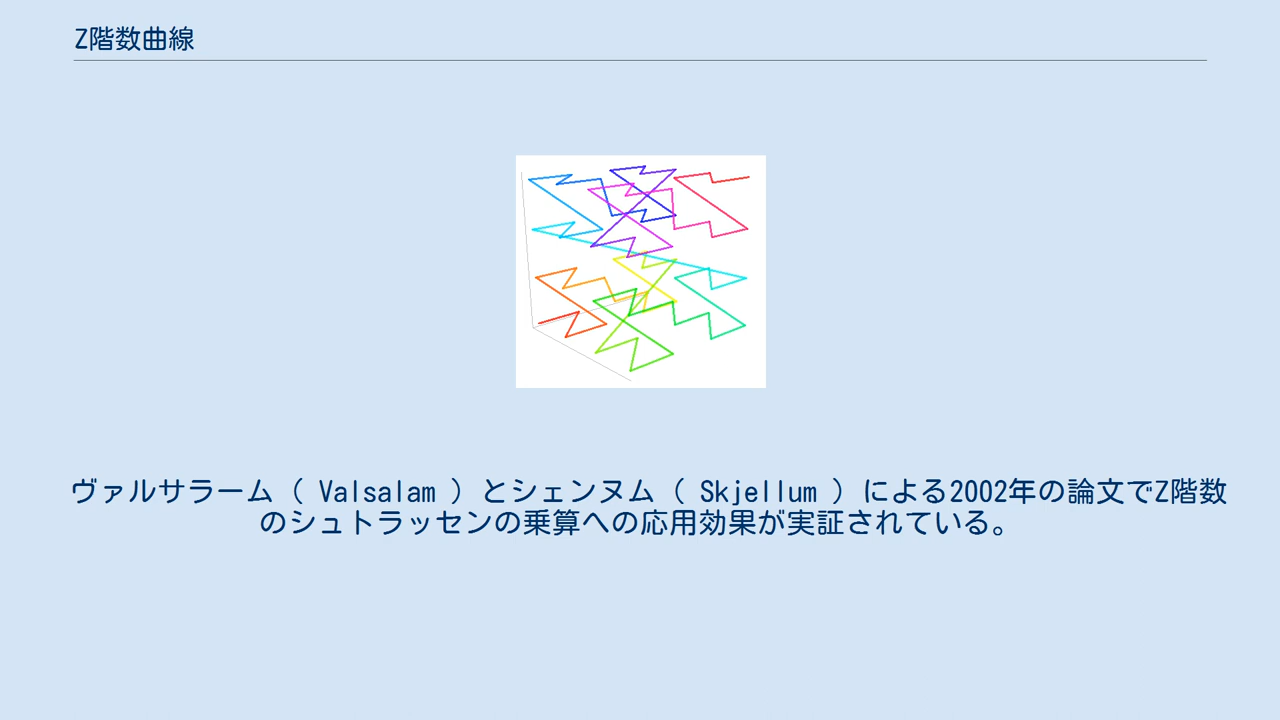 Z階数曲線
ヴァルサラーム（ Valsalam ）とシェンヌム（ Skjellum ）による2002年の論文でZ階数
のシュトラッセンの乗算への応用効果が実証されている。